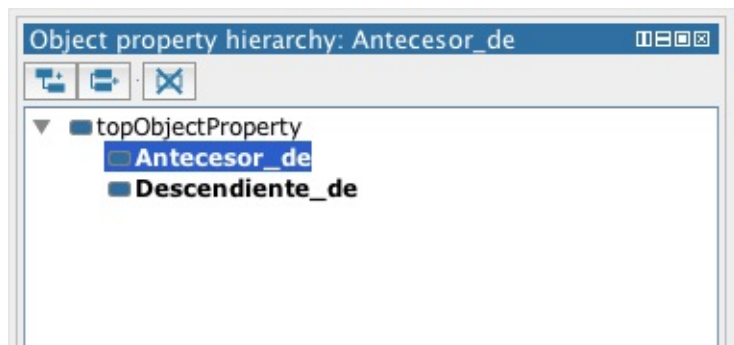 Object property hierarchy: Antecesor_de
topObjectProperty
Antecesor_de
Descendiente_de